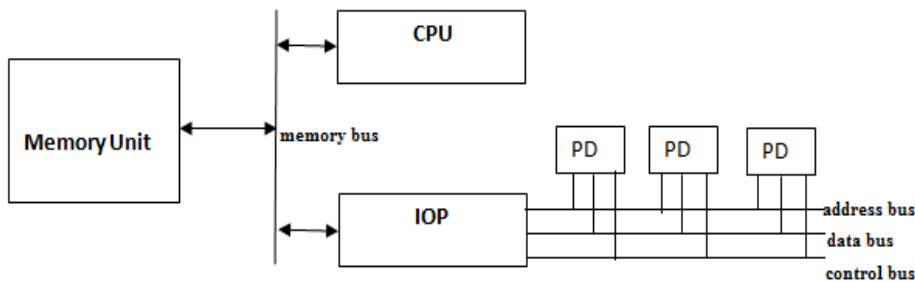 CPU
Memory Unit
memory bus
PD
PD
PD
IOP
address bus
data bus
control bus